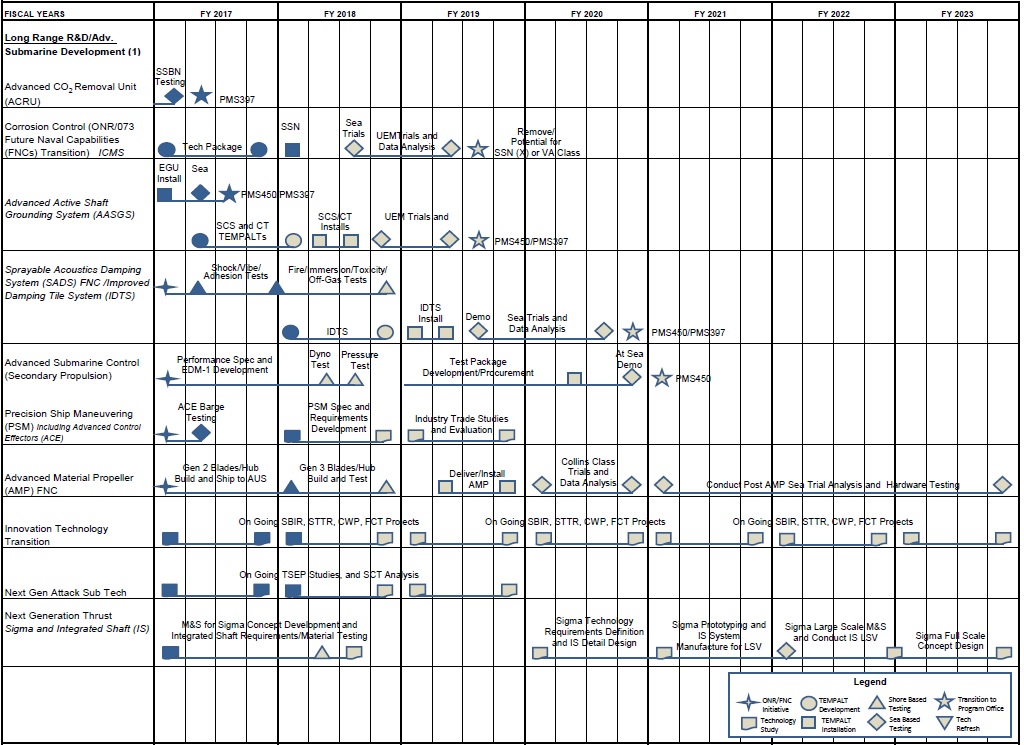 FISCAL YEARS FY 2017 FY 2018 FY 2019 FY 2020 FY 2021 FY 2022 FY 2023
Long Range R&D/Adv.
Submarine Development (1)
Advanced CO2 Removal Unit
(ACRU)
SSBN
Testing
PMS397
Corrosion Control (ONR/073
Future Naval Capabilities
(FNCs) Transition) ICMS
Tech Package
SSN
Sea
Trials
UEMTrials and
Data Analysis
Remove/
Potential for
SSN (X) or VA Class
Advanced Active Shaft
Grounding System (AASGS)
EGU
Install
Sea
PMS450/PMS397
SCS and CT
TEMPALTs
SCS/CT
Installs
UEM Trials and
PMS450/PMS397
Sprayable Acoustics Damping
System (SADS) FNC /Improved
Damping Tile System (IDTS)
Shock/Vibe/
Adhesion Tests
Fire/Immersion/Toxicity/
Off-Gas Tests
IDTS
IDTS
Install
Demo
Sea Trials and
Data Analysis
PMS450/PMS397
Advanced Submarine Control
(Secondary Propulsion)
Performance Spec and
EDM-1 Development
Dyno
Test
Pressure
Test
Test Package
Development/Procurement
At Sea
Demo
PMS450
Precision Ship Maneuvering
(PSM) Including Advanced Control
Effectors (ACE)
ACE Barge
Testing
PSM Spec and
Requirements
Development
Industry Trade Studies
and Evaluation
Advanced Material Propeller
(AMP) FNC
Gen 2 Blades/Hub
Build and Ship to AUS
Gen 3 Blades/Hub
Build and Test
Deliver/Install
AMP
Collins Class
Trials and
Data Analysis
Conduct Post AMP Sea Trial Analysis and Hardware Testing
Innovation Technology
Transition
On Going SBIR, STTR, CWP, FCT Projects
On Going SBIR, STTR, CWP, FCT Projects
On Going SBIR, STTR, CWP, FCT Projects
Next Gen Attack Sub Tech
On Going TSEP Studies, and SCT Analysis
Next Generation Thrust
Sigma and Integrated Shaft (IS)
M&S for Sigma Concept Development and
Integrated Shaft Requirements/Material Testing
Sigma Technology
Requirements Definition
and IS Detail Design
Sigma Prototyping and
IS System
Manufacture for LSV
Sigma Large Scale M&S
and Conduct IS LSV
Sigma Full Scale
Concept Design
Legend
ONR/FNC
Initiative
TEMPALT
Development
Shore Based
Testing
Transition to
Program Office
Technology
Study
TEMPALT
Installation
Sea Based
Testing
Tech
Refresh